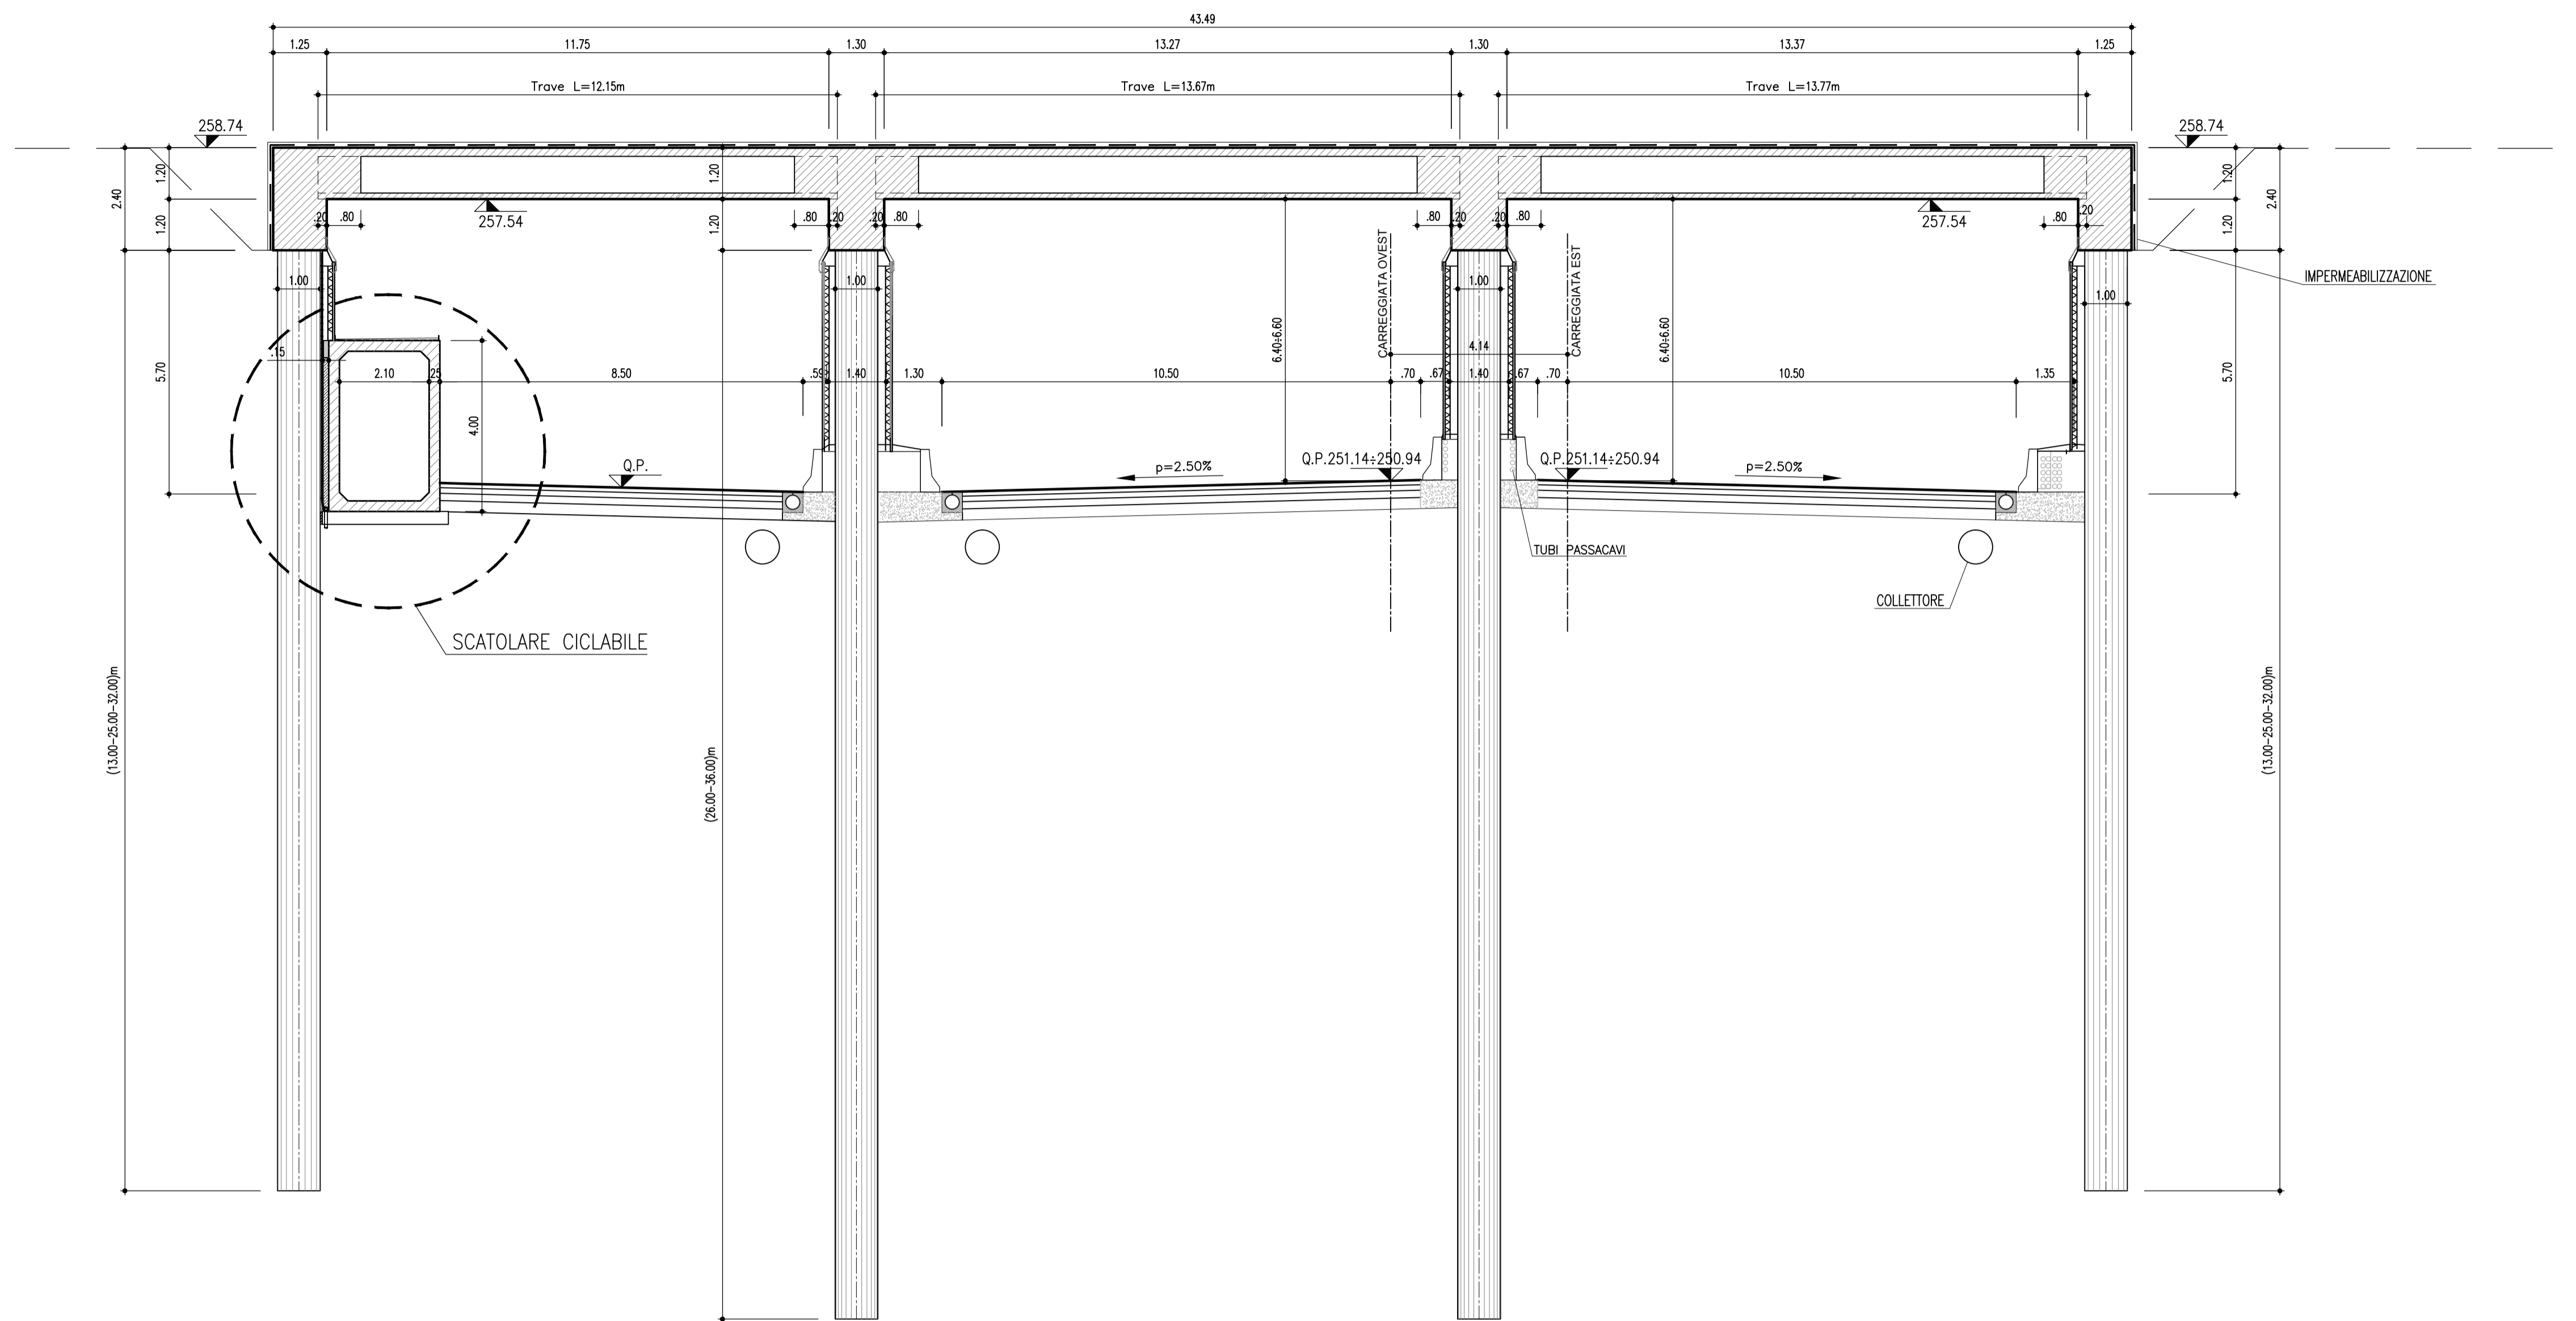 43.49
1.25 11.75 1.30 13.27 1.30 13.37 1.25
Trave L=12.15m Trave L=13.67m Trave L=13.77m
258.74 258.74
2.40 1.20 1.20 1.20 2.40
1.20 1.20 1.20
257.54 257.54
.20 .80 .80 .20 .20 .80 .80 .20 .20 .80 .80 .20
CARREGGIATA OVEST CARREGGIATA EST
IMPERMEABILIZZAZIONE
1.00 1.00 1.00 1.00
6.40÷6.60 6.40÷6.60
4.14
.15
5.70 5.70
2.10 .25 8.50 .59 1.40 1.30 10.50 .70 .67 1.40 .67 .70 10.50 1.35
4.00
Q.P. p=2.50% Q.P.251.14÷250.94 Q.P.251.14÷250.94 p=2.50%
TUBI PASSACAVI
COLLETTORE
SCATOLARE CICLABILE
(13.00-25.00-32.00)m (26.00-36.00)m (13.00-25.00-32.00)m